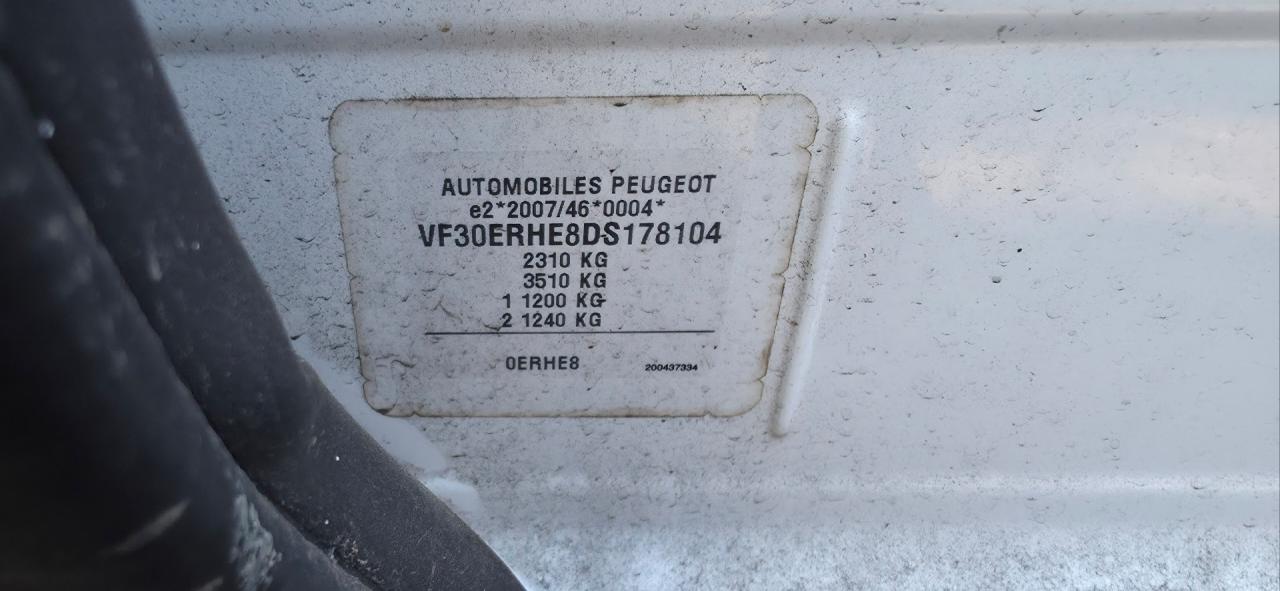 AUTOMOBILES PEUGEOT
e2*2007/46*0004*
VF30ERHE8DS178104
2310 KG
3510 KG
1 1200 KG
2 1240 KG
0ERHE8
200437334